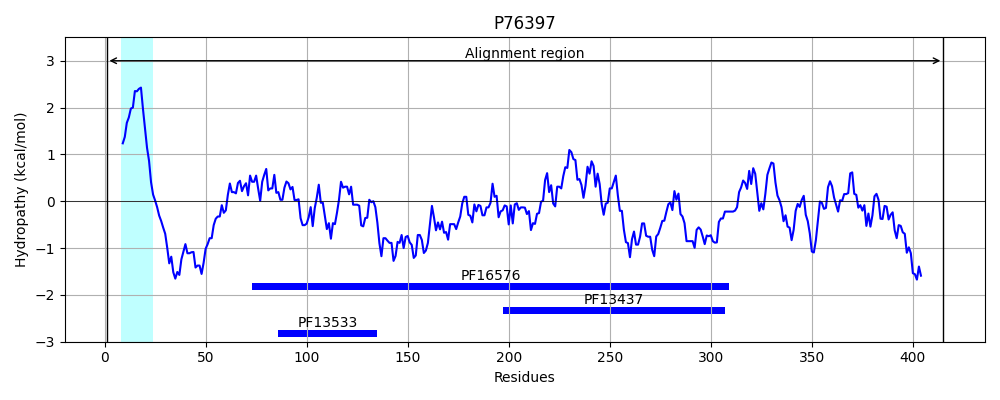 P76397
Alignment region
Hydropathy (kcal/mol)
3
2
1
0
−1
−2
−3
PF16576
PF13437
PF13533
0 50 100 150 200 250 300 350 400
Residues